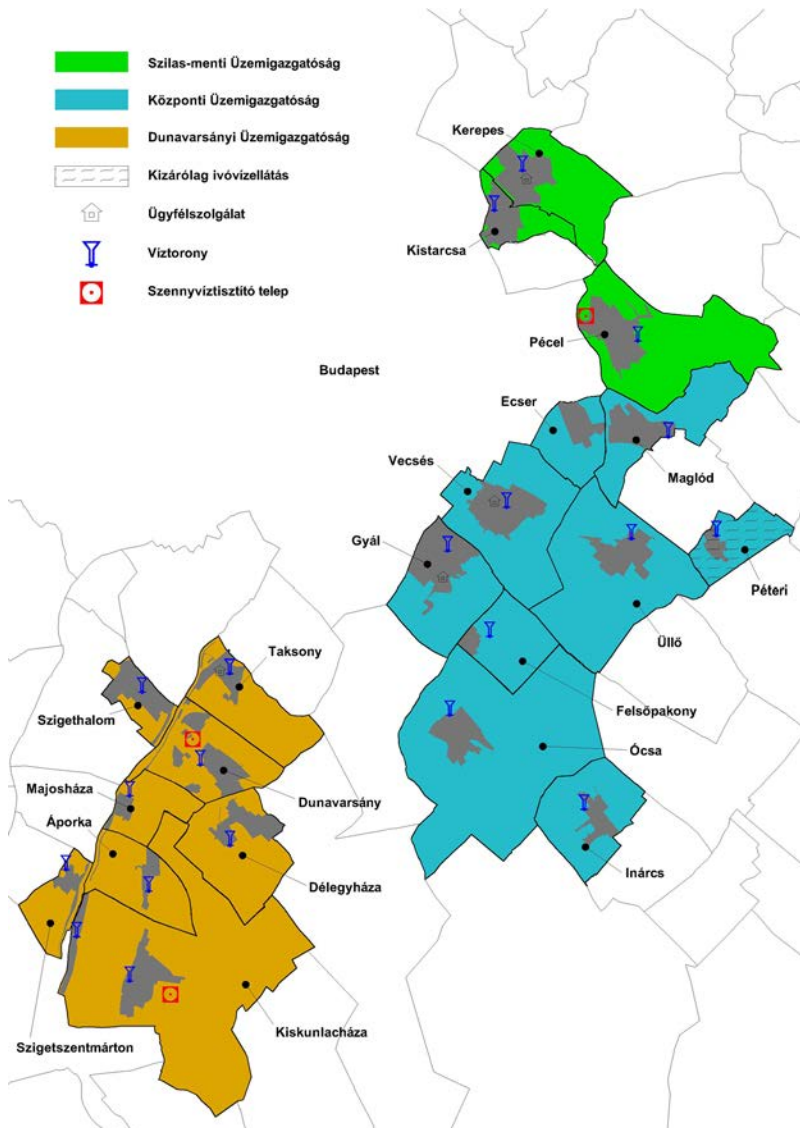 Szilas-menti Üzemigazgatóság
Központi Üzemigazgatóság
Dunavarsányi Üzemigazgatóság
Kizárólag ivóvízellátás
Ügyfélszolgálat
Víztorony
Szennyvíztisztító telep
Kerepes
Kistarcsa
Pécel
Budapest
Ecser
Maglód
Vecsés
Gyál
Péteri
Üllő
Taksony
Szigethalom
Felsőpakony
Ócsa
Majosháza
Dunavarsány
Áporka
Délegyháza
Inárcs
Kiskunlacháza
Szigetszentmárton